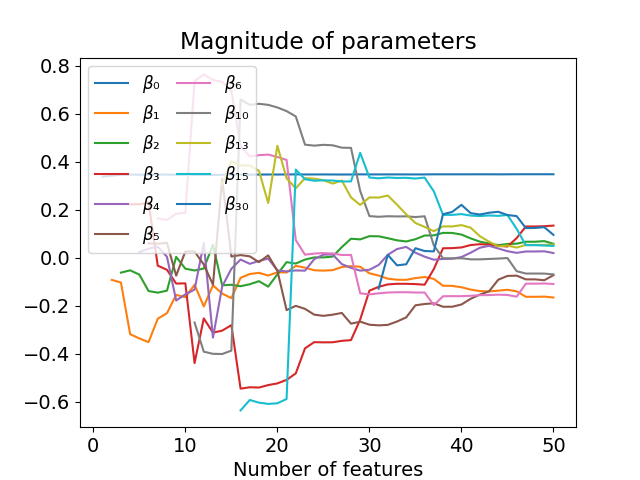 Magnitude of parameters
0.8
0.6
0.4
0.2
0.0
−0.2
−0.4
−0.6
β₀
β₁
β₂
β₃
β₄
β₅
β₆
β₁₀
β₁₃
β₁₅
β₃₀
0 10 20 30 40 50
Number of features